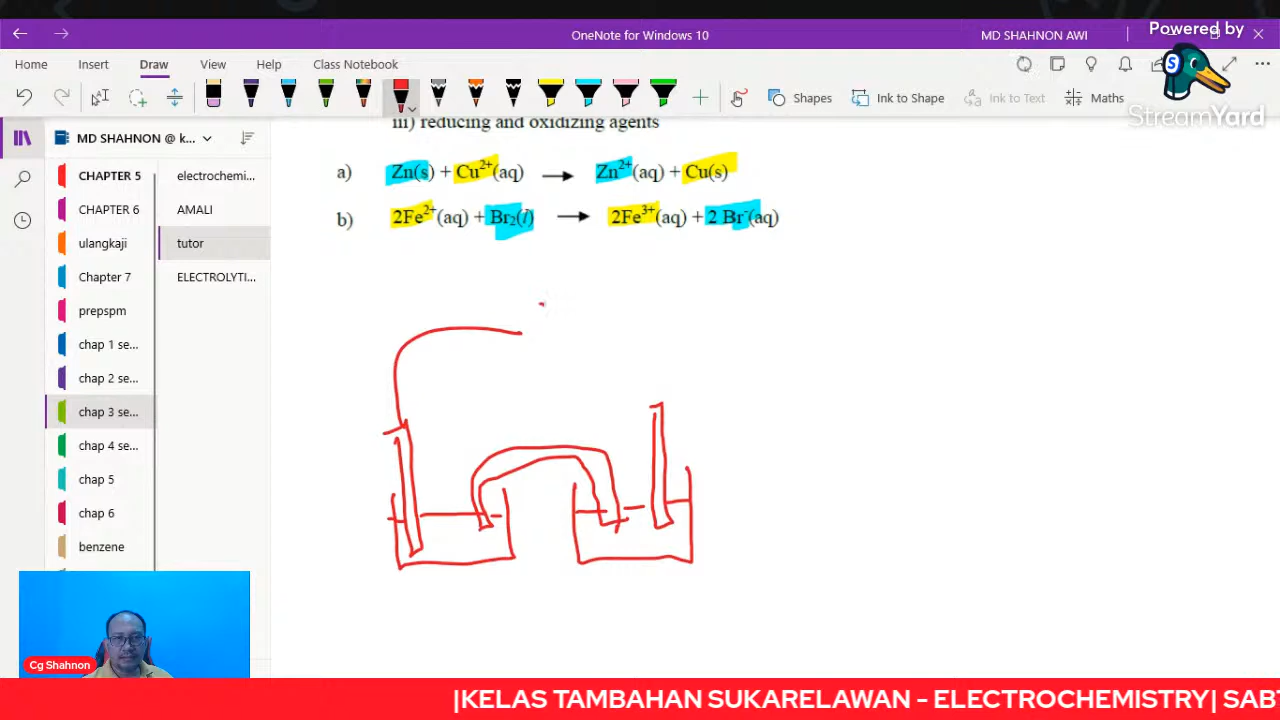 OneNote for Windows 10
MD SHAHNON AWI
Powered by
StreamYard
Home Insert Draw View Help Class Notebook
Shapes Ink to Shape Ink to Text Maths
MD SHAHNON @ k...
CHAPTER 5
CHAPTER 6
ulangkaji
Chapter 7
prepspm
chap 1 se...
chap 2 se...
chap 3 se...
chap 4 se...
chap 5
chap 6
benzene
electrochemi...
AMALI
tutor
ELECTROLYTI...
iii) reducing and oxidizing agents
a) Zn(s) + Cu²⁺(aq) → Zn²⁺(aq) + Cu(s)
b) 2Fe²⁺(aq) + Br₂(l) → 2Fe³⁺(aq) + 2 Br⁻(aq)
Cg Shahnon
|KELAS TAMBAHAN SUKARELAWAN - ELECTROCHEMISTRY| SAB